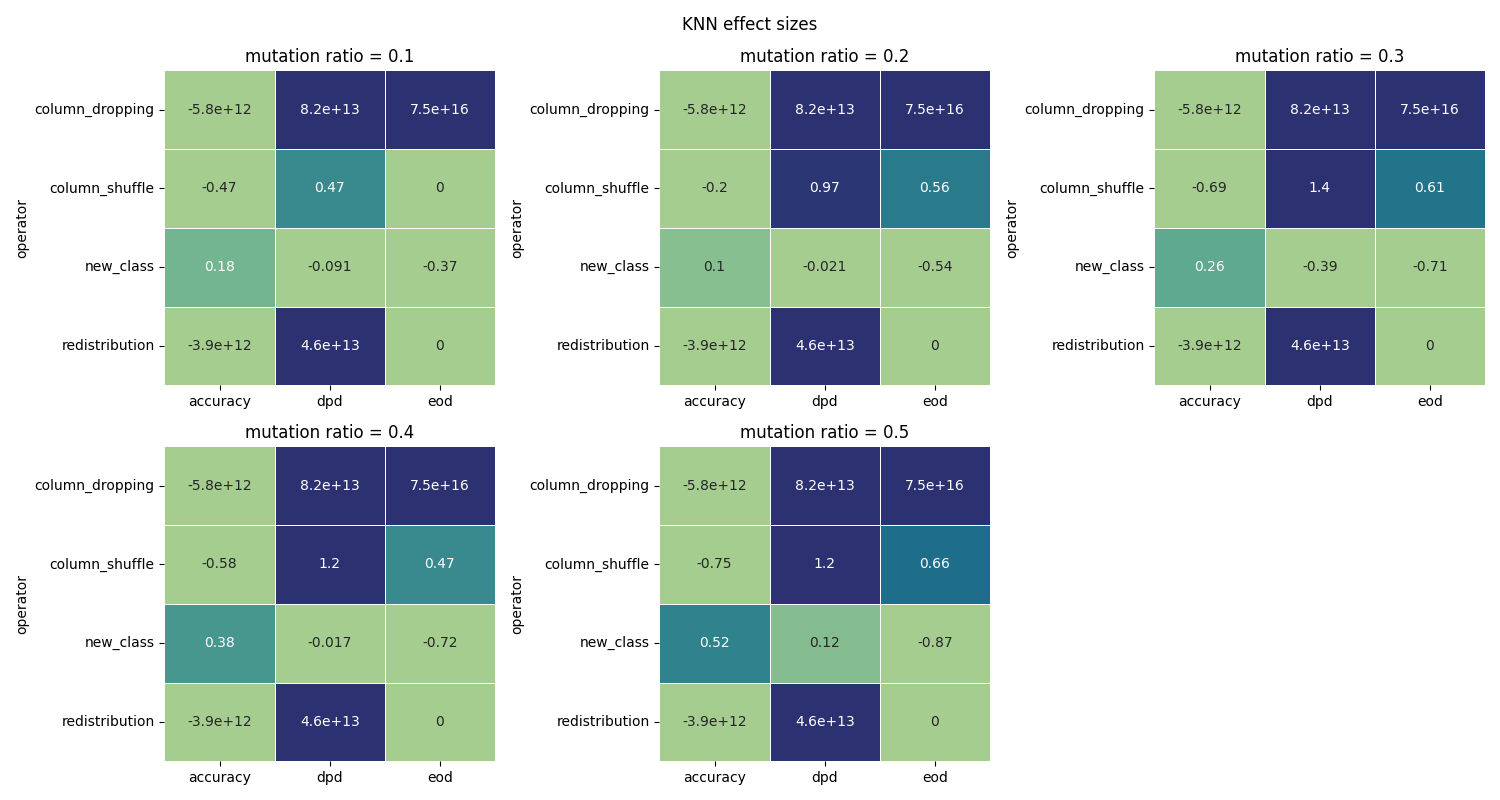 KNN effect sizes
mutation ratio = 0.1
operator
column_dropping -5.8e+12 8.2e+13 7.5e+16
column_shuffle -0.47 0.47 0
new_class 0.18 -0.091 -0.37
redistribution -3.9e+12 4.6e+13 0
accuracy dpd eod
mutation ratio = 0.2
operator
column_dropping -5.8e+12 8.2e+13 7.5e+16
column_shuffle -0.2 0.97 0.56
new_class 0.1 -0.021 -0.54
redistribution -3.9e+12 4.6e+13 0
accuracy dpd eod
mutation ratio = 0.3
operator
column_dropping -5.8e+12 8.2e+13 7.5e+16
column_shuffle -0.69 1.4 0.61
new_class 0.26 -0.39 -0.71
redistribution -3.9e+12 4.6e+13 0
accuracy dpd eod
mutation ratio = 0.4
operator
column_dropping -5.8e+12 8.2e+13 7.5e+16
column_shuffle -0.58 1.2 0.47
new_class 0.38 -0.017 -0.72
redistribution -3.9e+12 4.6e+13 0
accuracy dpd eod
mutation ratio = 0.5
operator
column_dropping -5.8e+12 8.2e+13 7.5e+16
column_shuffle -0.75 1.2 0.66
new_class 0.52 0.12 -0.87
redistribution -3.9e+12 4.6e+13 0
accuracy dpd eod